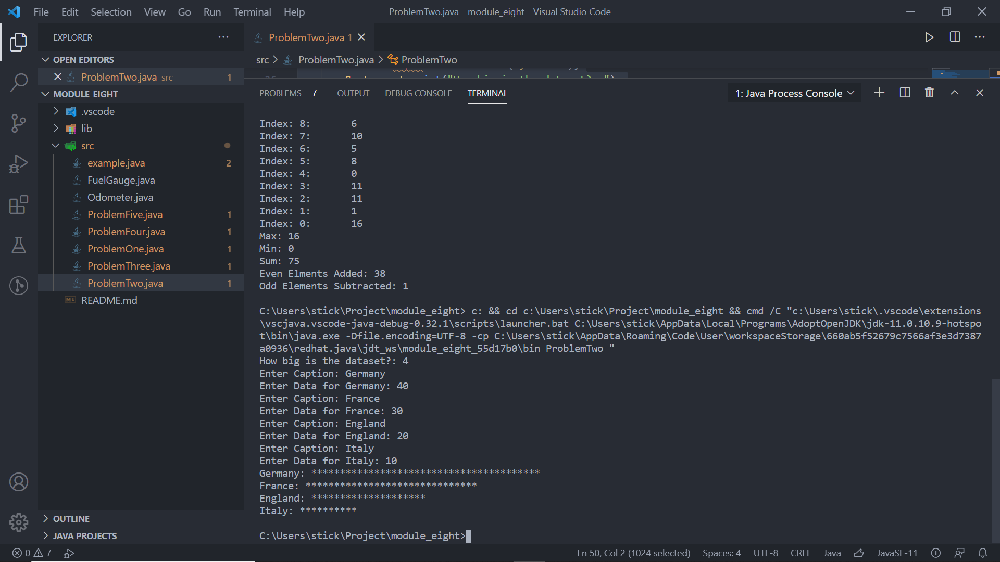 File Edit Selection View Go Run Terminal Help
ProblemTwo.java - module_eight - Visual Studio Code
EXPLORER
OPEN EDITORS
ProblemTwo.java src 1
MODULE_EIGHT
.vscode
lib
src
example.java 2
FuelGauge.java
Odometer.java
ProblemFive.java 1
ProblemFour.java 1
ProblemOne.java 1
ProblemThree.java 1
ProblemTwo.java 1
README.md
OUTLINE
JAVA PROJECTS
ProblemTwo.java 1
src > ProblemTwo.java > ProblemTwo
System.out.print("How big is the dataset?: ");
PROBLEMS 7 OUTPUT DEBUG CONSOLE TERMINAL
1: Java Process Console
Index: 8: 6
Index: 7: 10
Index: 6: 5
Index: 5: 8
Index: 4: 0
Index: 3: 11
Index: 2: 11
Index: 1: 1
Index: 0: 16
Max: 16
Min: 0
Sum: 75
Even Elments Added: 38
Odd Elements Subtracted: 1
C:\Users\stick\Project\module_eight> c: && cd c:\Users\stick\Project\module_eight && cmd /C "c:\Users\stick\.vscode\extensions
\vscjava.vscode-java-debug-0.32.1\scripts\launcher.bat C:\Users\stick\AppData\Local\Programs\AdoptOpenJDK\jdk-11.0.10.9-hotspo
t\bin\java.exe -Dfile.encoding=UTF-8 -cp C:\Users\stick\AppData\Roaming\Code\User\workspaceStorage\660ab5f52679c7566af3e3d7387
a0936\redhat.java\jdt_ws\module_eight_55d17b0\bin ProblemTwo "
How big is the dataset?: 4
Enter Caption: Germany
Enter Data for Germany: 40
Enter Caption: France
Enter Data for France: 30
Enter Caption: England
Enter Data for England: 20
Enter Caption: Italy
Enter Data for Italy: 10
Germany: ****************************************
France: ******************************
England: ********************
Italy: **********
C:\Users\stick\Project\module_eight>
0 7
Ln 50, Col 2 (1024 selected) Spaces: 4 UTF-8 CRLF Java JavaSE-11